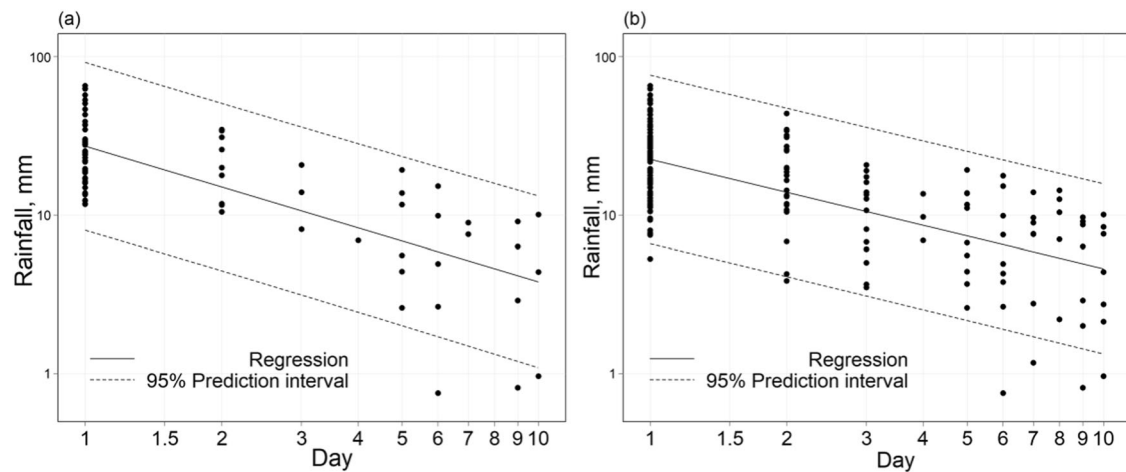 (a)
100
10
1
Rainfall, mm
Regression
95% Prediction interval
1 1.5 2 3 4 5 6 7 8 9 10
Day
(b)
100
10
1
Rainfall, mm
Regression
95% Prediction interval
1 1.5 2 3 4 5 6 7 8 9 10
Day